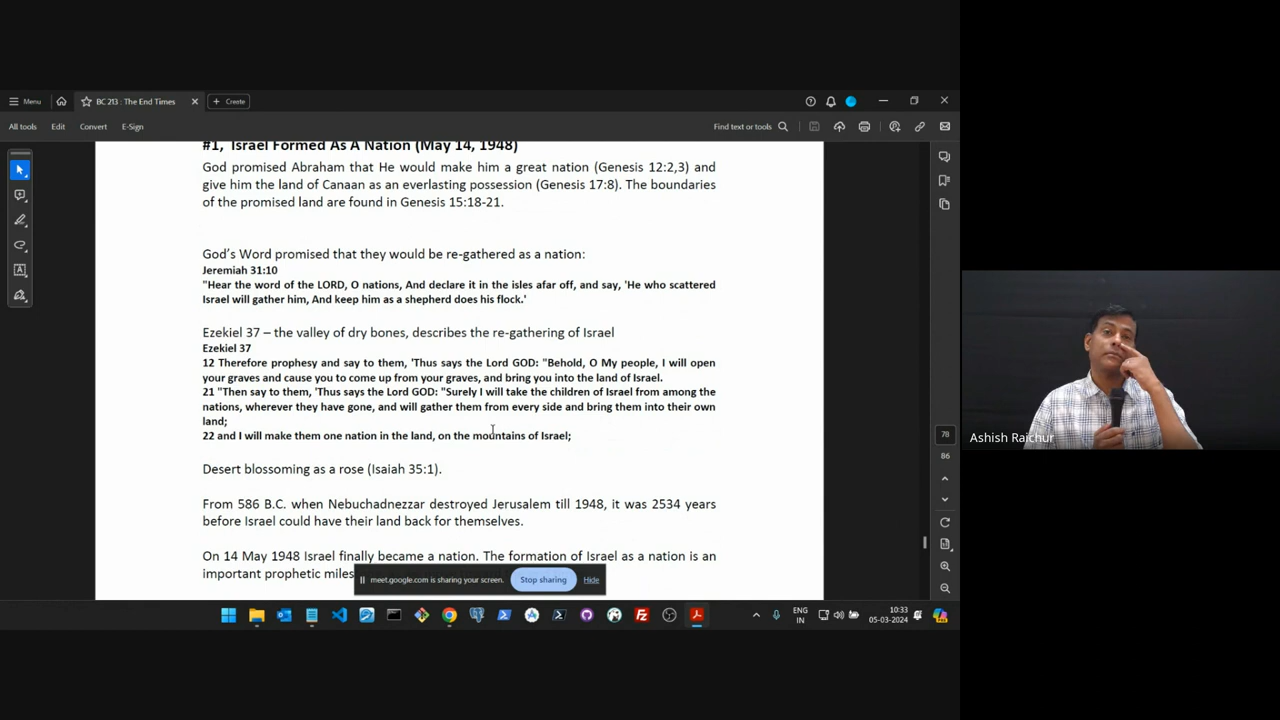 Menu
BC 213 : The End Times
Create
All tools
Edit
Convert
E-Sign
Find text or tools
#1, Israel Formed As A Nation (May 14, 1948)
God promised Abraham that He would make him a great nation (Genesis 12:2,3) and
give him the land of Canaan as an everlasting possession (Genesis 17:8). The boundaries
of the promised land are found in Genesis 15:18-21.
God's Word promised that they would be re-gathered as a nation:
Jeremiah 31:10
"Hear the word of the LORD, O nations, And declare it in the isles afar off, and say, 'He who scattered
Israel will gather him, And keep him as a shepherd does his flock.'
Ezekiel 37 – the valley of dry bones, describes the re-gathering of Israel
Ezekiel 37
12 Therefore prophesy and say to them, 'Thus says the Lord GOD: "Behold, O My people, I will open
your graves and cause you to come up from your graves, and bring you into the land of Israel.
21 "Then say to them, 'Thus says the Lord GOD: "Surely I will take the children of Israel from among the
nations, wherever they have gone, and will gather them from every side and bring them into their own
land;
22 and I will make them one nation in the land, on the mountains of Israel;
Desert blossoming as a rose (Isaiah 35:1).
From 586 B.C. when Nebuchadnezzar destroyed Jerusalem till 1948, it was 2534 years
before Israel could have their land back for themselves.
On 14 May 1948 Israel finally became a nation. The formation of Israel as a nation is an
important prophetic miles
78
86
meet.google.com is sharing your screen.
Stop sharing
Hide
ENG
IN
10:33
05-03-2024
Ashish Raichur